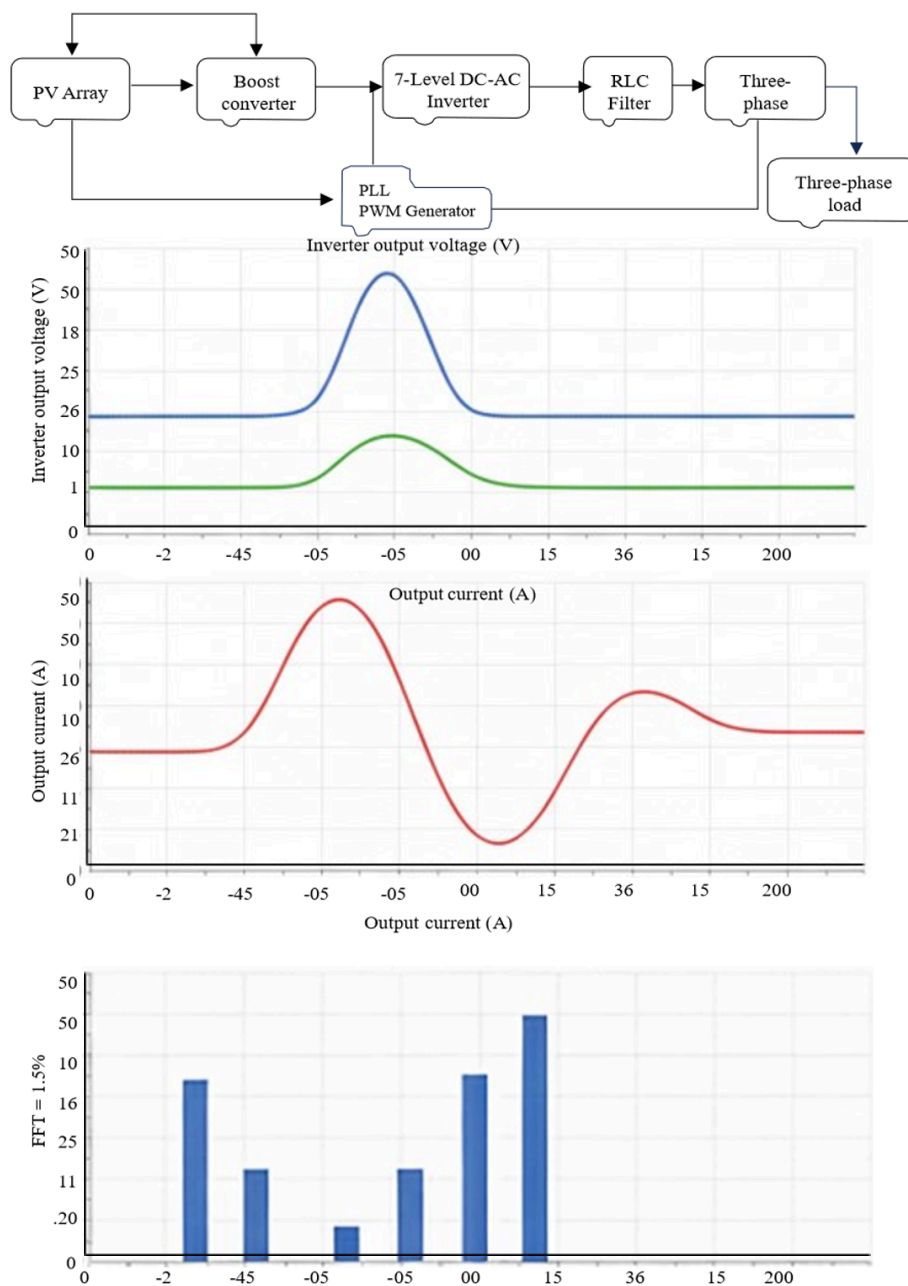 PV Array
Boost
converter
7-Level DC-AC
Inverter
RLC
Filter
Three-
phase
Three-phase
load
PLL
PWM Generator
Inverter output voltage (V)
Inverter output voltage (V)
50
50
18
25
26
10
1
0
0 -2 -45 -05 -05 00 15 36 15 200
Output current (A)
Output current (A)
50
50
10
10
26
11
21
0
0 -2 -45 -05 -05 00 15 36 15 200
Output current (A)
FFT = 1.5%
50
50
10
16
25
11
.20
0
0 -2 -45 -05 -05 00 15 36 15 200